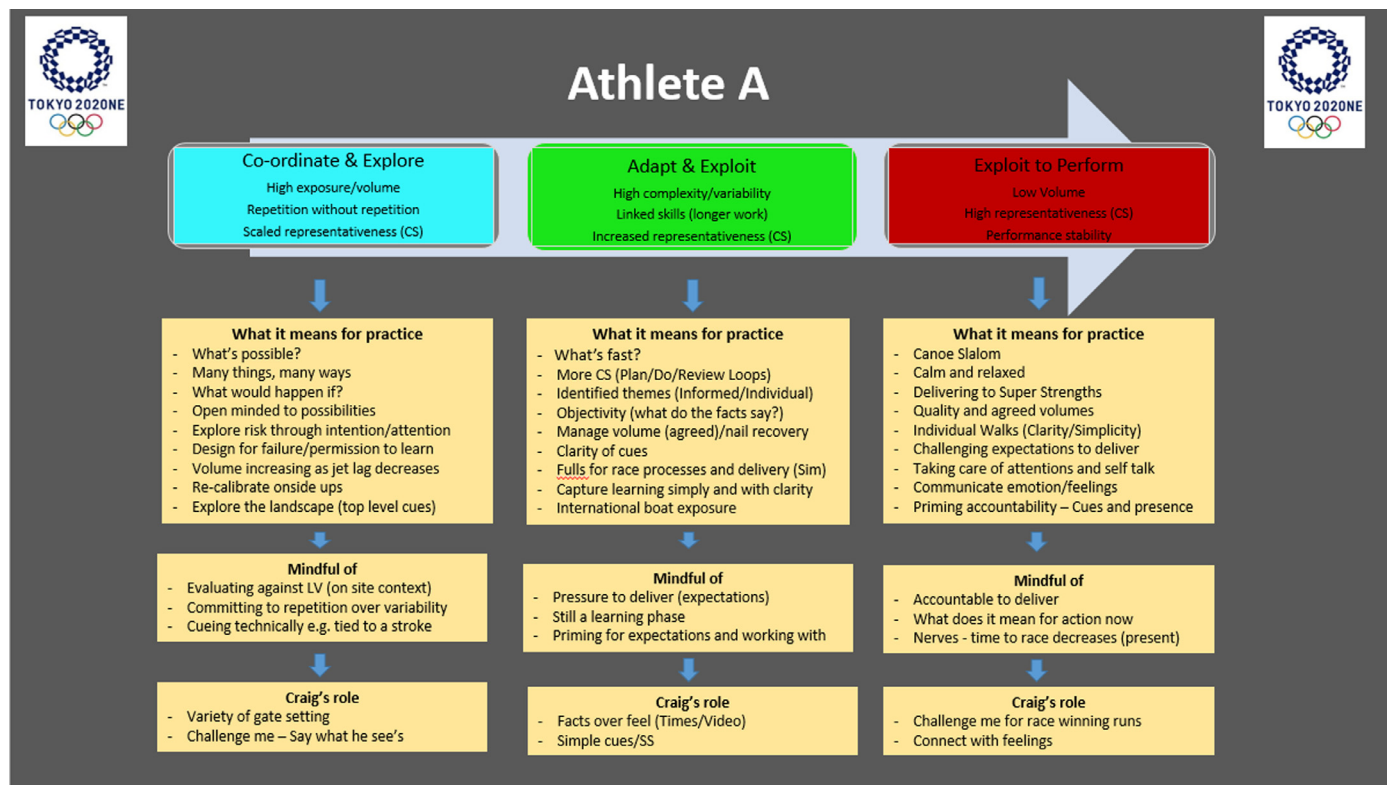 TOKYO 2020NE
TOKYO 2020NE
Athlete A
Co-ordinate & Explore
High exposure/volume
Repetition without repetition
Scaled representativeness (CS)
Adapt & Exploit
High complexity/variability
Linked skills (longer work)
Increased representativeness (CS)
Exploit to Perform
Low Volume
High representativeness (CS)
Performance stability
What it means for practice
- What's possible?
- Many things, many ways
- What would happen if?
- Open minded to possibilities
- Explore risk through intention/attention
- Design for failure/permission to learn
- Volume increasing as jet lag decreases
- Re-calibrate onside ups
- Explore the landscape (top level cues)
What it means for practice
- What's fast?
- More CS (Plan/Do/Review Loops)
- Identified themes (Informed/Individual)
- Objectivity (what do the facts say?)
- Manage volume (agreed)/nail recovery
- Clarity of cues
- Fulls for race processes and delivery (Sim)
- Capture learning simply and with clarity
- International boat exposure
What it means for practice
- Canoe Slalom
- Calm and relaxed
- Delivering to Super Strengths
- Quality and agreed volumes
- Individual Walks (Clarity/Simplicity)
- Challenging expectations to deliver
- Taking care of attentions and self talk
- Communicate emotion/feelings
- Priming accountability – Cues and presence
Mindful of
- Evaluating against LV (on site context)
- Committing to repetition over variability
- Cueing technically e.g. tied to a stroke
Mindful of
- Pressure to deliver (expectations)
- Still a learning phase
- Priming for expectations and working with
Mindful of
- Accountable to deliver
- What does it mean for action now
- Nerves - time to race decreases (present)
Craig's role
- Variety of gate setting
- Challenge me – Say what he see's
Craig's role
- Facts over feel (Times/Video)
- Simple cues/SS
Craig's role
- Challenge me for race winning runs
- Connect with feelings